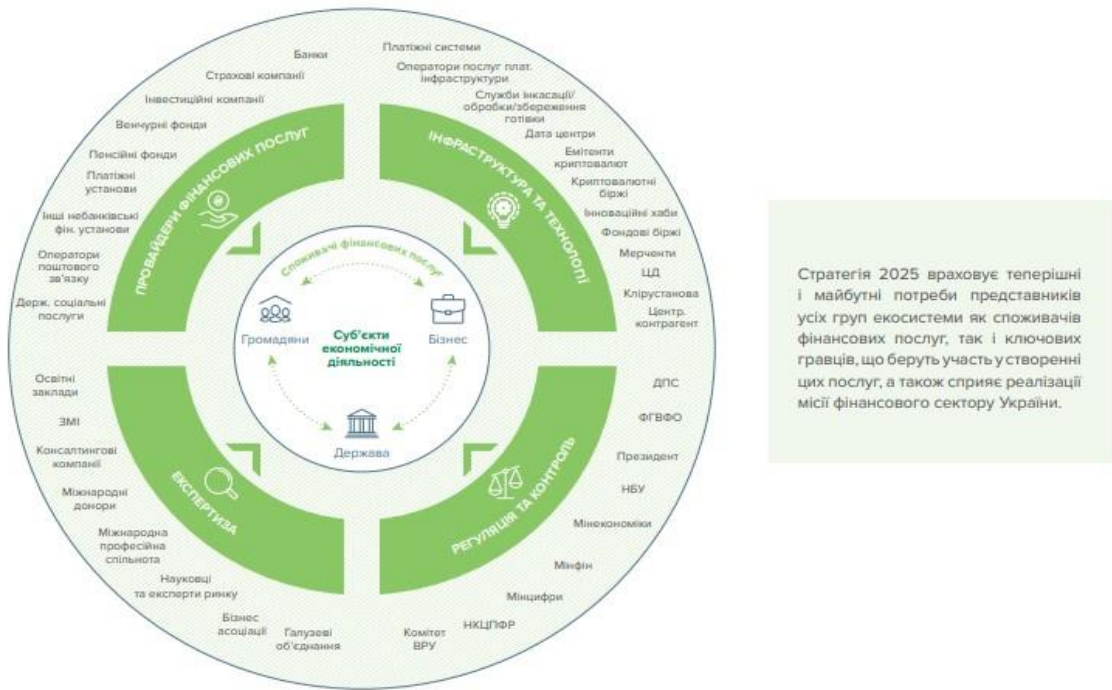 Банки
Страхові компанії
Інвестиційні компанії
Венчурні фонди
Пенсійні фонди
Платіжні
установи
Інші небанківські
фін. установи
Оператори
поштового
зв'язку
Держ. соціальні
послуги
ПРОВАЙДЕРИ ФІНАНСОВИХ ПОСЛУГ
Платіжні системи
Оператори послуг плат.
інфраструктури
Служби інкасації/
обробки/збереження
готівки
Дата центри
Емітенти
криптовалют
Криптовалютні
біржі
Інноваційні хаби
Фондові біржі
Мерченти
ЦД
Клірустанова
Центр.
контрагент
ІНФРАСТРУКТУРА ТА ТЕХНОЛОГІЇ
Споживачі фінансових послуг
Громадяни
Суб'єкти
економічної
діяльності
Бізнес
Держава
Освітні
заклади
ЗМІ
Консалтингові
компанії
Міжнародні
донори
Міжнародна
професійна
спільнота
Науковці
та експерти ринку
Бізнес
асоціації
Галузеві
об'єднання
ЕКСПЕРТИЗА
ДПС
ФГВФО
Президент
НБУ
Мінекономіки
Мінфін
Мінцифри
НКЦПФР
Комітет
ВРУ
РЕГУЛЯЦІЯ ТА КОНТРОЛЬ
Стратегія 2025 враховує теперішні
і майбутні потреби представників
усіх груп екосистеми як споживачів
фінансових послуг, так і ключових
гравців, що беруть участь у створенні
цих послуг, а також сприяє реалізації
місії фінансового сектору України.